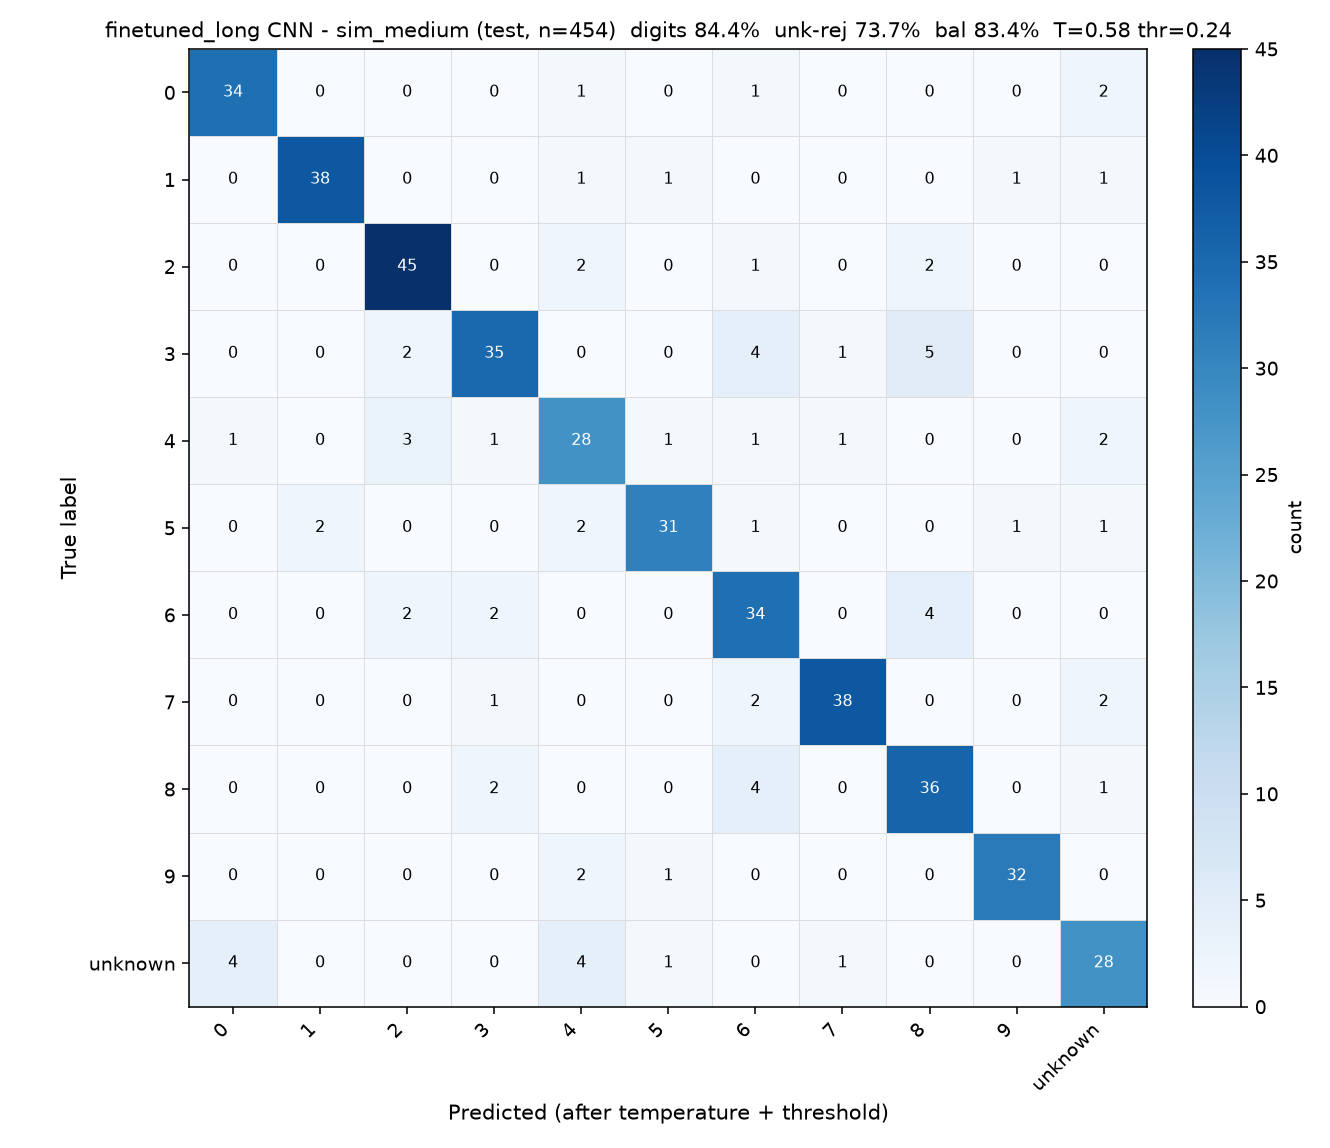 finetuned_long CNN - sim_medium (test, n=454)  digits 84.4%  unk-rej 73.7%  bal 83.4%  T=0.58 thr=0.24
0 34 0 0 0 1 0 1 0 0 0 2
1 0 38 0 0 1 1 0 0 0 1 1
2 0 0 45 0 2 0 1 0 2 0 0
3 0 0 2 35 0 0 4 1 5 0 0
4 1 0 3 1 28 1 1 1 0 0 2
5 0 2 0 0 2 31 1 0 0 1 1
6 0 0 2 2 0 0 34 0 4 0 0
7 0 0 0 1 0 0 2 38 0 0 2
8 0 0 0 2 0 0 4 0 36 0 1
9 0 0 0 0 2 1 0 0 0 32 0
unknown 4 0 0 0 4 1 0 1 0 0 28
0 1 2 3 4 5 6 7 8 9 unknown
Predicted (after temperature + threshold)
True label
45
40
35
30
25
20
15
10
5
0
count